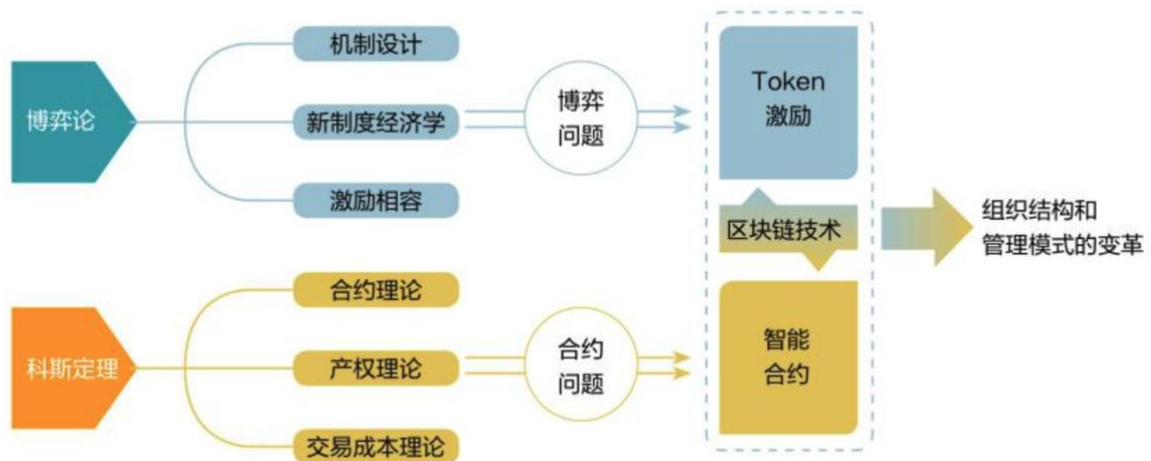 博弈论
机制设计
新制度经济学
激励相容
博弈
问题
Token
激励
区块链技术
组织结构和
管理模式的变革
科斯定理
合约理论
产权理论
交易成本理论
合约
问题
智能
合约